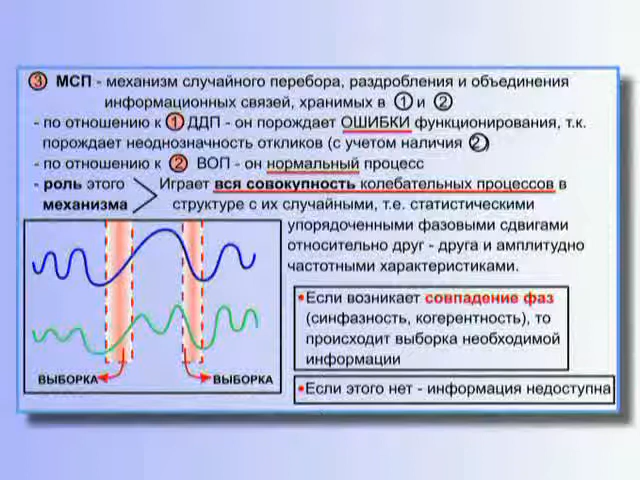 ③ МСП - механизм случайного перебора, раздробления и объединения
информационных связей, хранимых в ① и ②
- по отношению к ① ДДП - он порождает ОШИБКИ функционирования, т.к.
порождает неоднозначность откликов (с учетом наличия ②)
- по отношению к ② ВОП - он нормальный процесс
- роль этого механизма
Играет вся совокупность колебательных процессов в
структуре с их случайными, т.е. статистическими
упорядоченными фазовыми сдвигами
относительно друг - друга и амплитудно
частотными характеристиками.
• Если возникает совпадение фаз
(синфазность, когерентность), то
происходит выборка необходимой
информации
• Если этого нет - информация недоступна
ВЫБОРКА
ВЫБОРКА